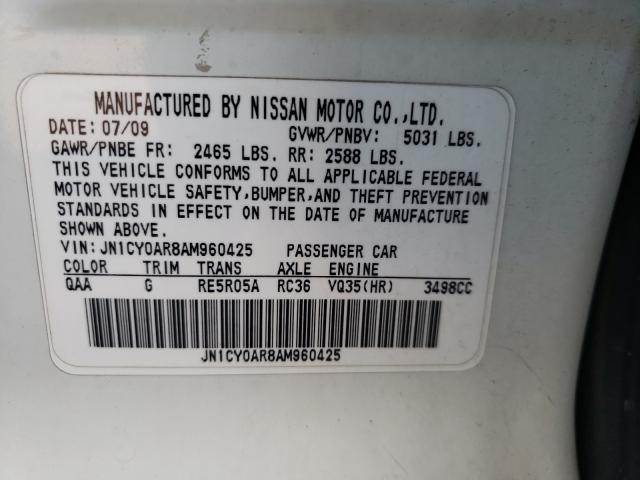 MANUFACTURED BY NISSAN MOTOR CO.,LTD.
DATE: 07/09 GVWR/PNBV: 5031 LBS.
GAWR/PNBE FR: 2465 LBS. RR: 2588 LBS.
THIS VEHICLE CONFORMS TO ALL APPLICABLE FEDERAL
MOTOR VEHICLE SAFETY,BUMPER,AND THEFT PREVENTION
STANDARDS IN EFFECT ON THE DATE OF MANUFACTURE
SHOWN ABOVE.
VIN: JN1CY0AR8AM960425 PASSENGER CAR
COLOR TRIM TRANS AXLE ENGINE
QAA G RE5R05A RC36 VQ35(HR) 3498CC
JN1CY0AR8AM960425